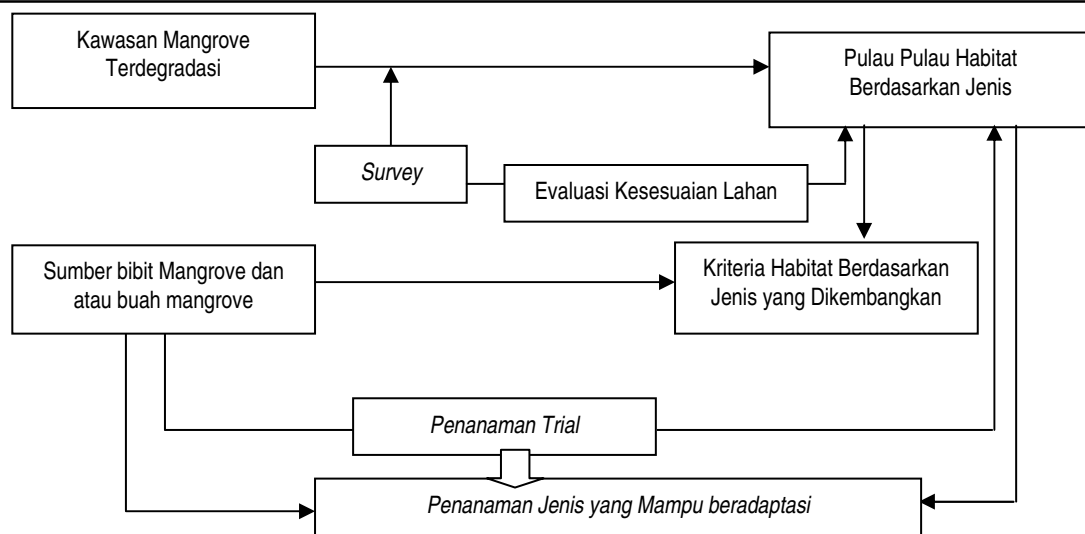 Kawasan Mangrove
Terdegradasi
Pulau Pulau Habitat
Berdasarkan Jenis
Survey
Evaluasi Kesesuaian Lahan
Sumber bibit Mangrove dan
atau buah mangrove
Kriteria Habitat Berdasarkan
Jenis yang Dikembangkan
Penanaman Trial
Penanaman Jenis yang Mampu beradaptasi